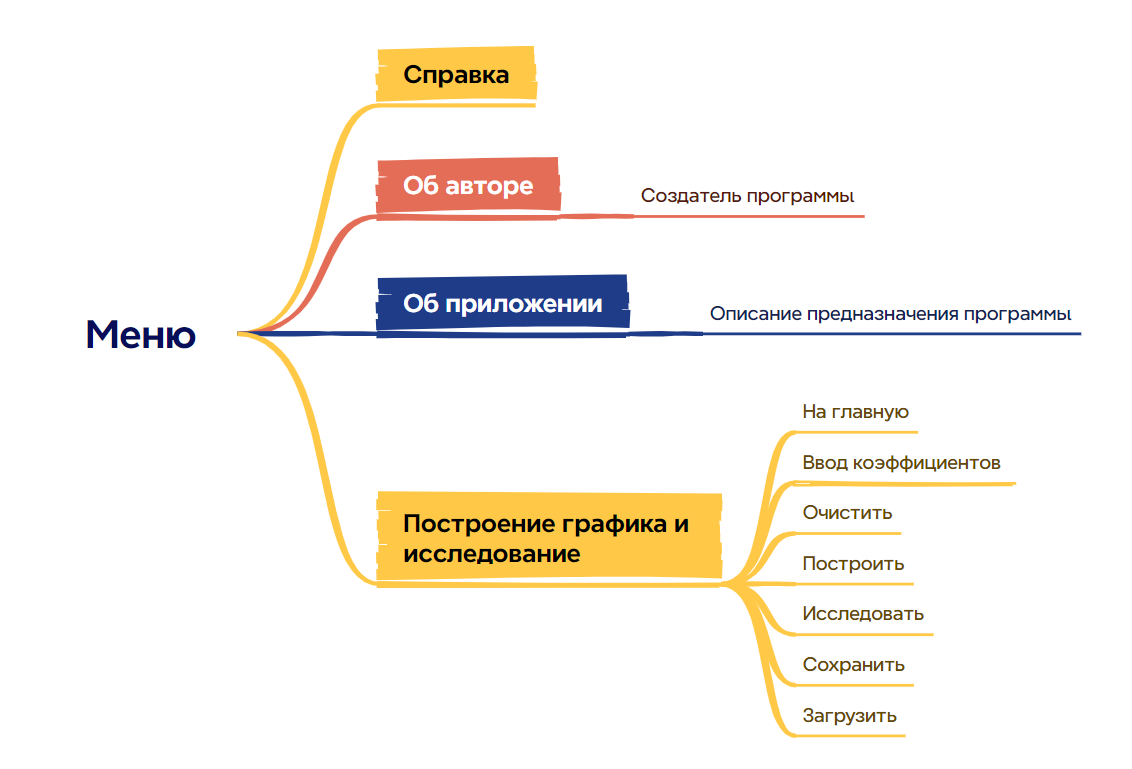 Справка
Об авторе
Создатель программы
Об приложении
Описание предназначения программы
Меню
На главную
Ввод коэффициентов
Построение графика и
исследование
Очистить
Построить
Исследовать
Сохранить
Загрузить